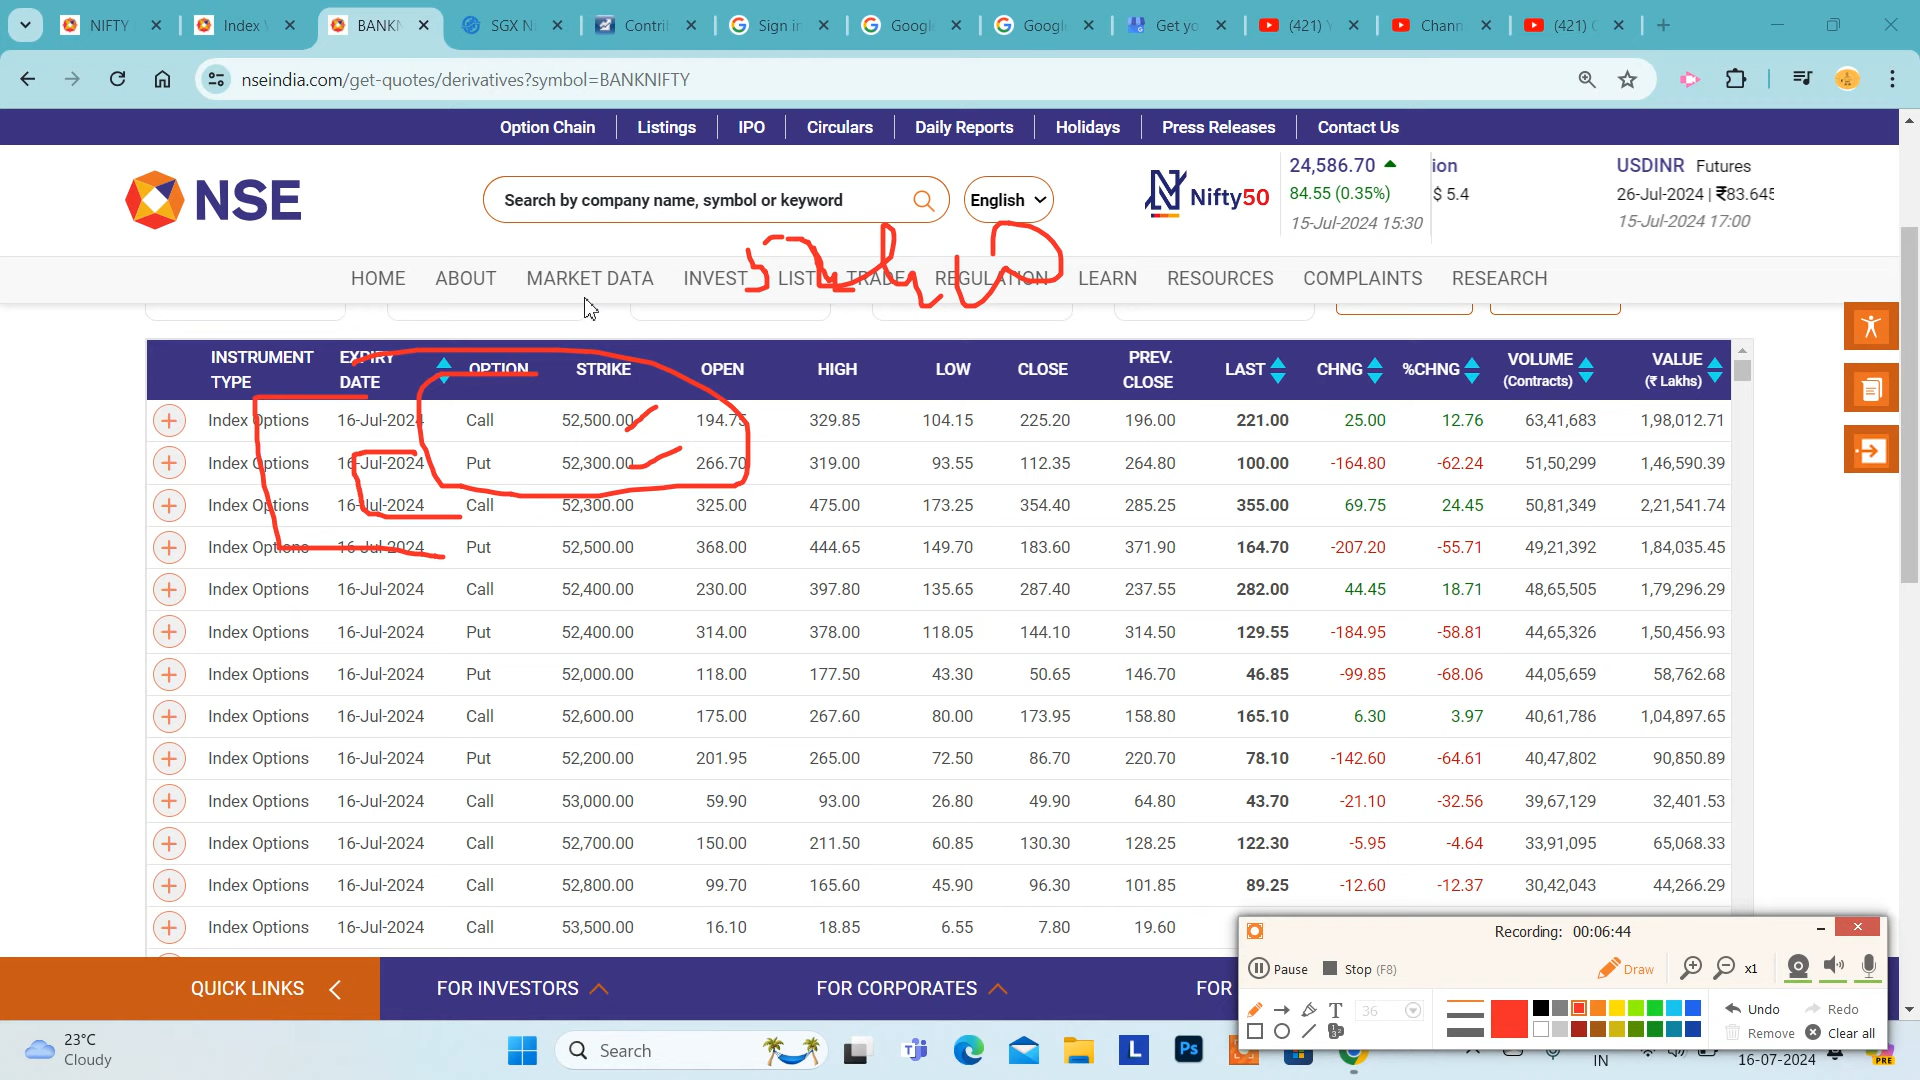 NIFTY
Index
BANKN
SGX Ni
Contri
Sign in
Google
Google
Get yo
(421)
Chann
(421)
nseindia.com/get-quotes/derivatives?symbol=BANKNIFTY
Option Chain Listings IPO Circulars Daily Reports Holidays Press Releases Contact Us
NSE
Search by company name, symbol or keyword
English
Nifty50
24,586.70
84.55 (0.35%)
15-Jul-2024 15:30
ion
$ 5.4
USDINR Futures
26-Jul-2024 | ₹83.645
15-Jul-2024 17:00
HOME ABOUT MARKET DATA INVEST LIST TRADE REGULATION LEARN RESOURCES COMPLAINTS RESEARCH
INSTRUMENT TYPE EXPIRY DATE OPTION STRIKE OPEN HIGH LOW CLOSE PREV. CLOSE LAST CHNG %CHNG VOLUME (Contracts) VALUE (₹ Lakhs)
Index Options 16-Jul-2024 Call 52,500.00 194.75 329.85 104.15 225.20 196.00 221.00 25.00 12.76 63,41,683 1,98,012.71
Index Options 16-Jul-2024 Put 52,300.00 266.70 319.00 93.55 112.35 264.80 100.00 -164.80 -62.24 51,50,299 1,46,590.39
Index Options 16-Jul-2024 Call 52,300.00 325.00 475.00 173.25 354.40 285.25 355.00 69.75 24.45 50,81,349 2,21,541.74
Index Options 16-Jul-2024 Put 52,500.00 368.00 444.65 149.70 183.60 371.90 164.70 -207.20 -55.71 49,21,392 1,84,035.45
Index Options 16-Jul-2024 Call 52,400.00 230.00 397.80 135.65 287.40 237.55 282.00 44.45 18.71 48,65,505 1,79,296.29
Index Options 16-Jul-2024 Put 52,400.00 314.00 378.00 118.05 144.10 314.50 129.55 -184.95 -58.81 44,65,326 1,50,456.93
Index Options 16-Jul-2024 Put 52,000.00 118.00 177.50 43.30 50.65 146.70 46.85 -99.85 -68.06 44,05,659 58,762.68
Index Options 16-Jul-2024 Call 52,600.00 175.00 267.60 80.00 173.95 158.80 165.10 6.30 3.97 40,61,786 1,04,897.65
Index Options 16-Jul-2024 Put 52,200.00 201.95 265.00 72.50 86.70 220.70 78.10 -142.60 -64.61 40,47,802 90,850.89
Index Options 16-Jul-2024 Call 53,000.00 59.90 93.00 26.80 49.90 64.80 43.70 -21.10 -32.56 39,67,129 32,401.53
Index Options 16-Jul-2024 Call 52,700.00 150.00 211.50 60.85 130.30 128.25 122.30 -5.95 -4.64 33,91,095 65,068.33
Index Options 16-Jul-2024 Call 52,800.00 99.70 165.60 45.90 96.30 101.85 89.25 -12.60 -12.37 30,42,043 44,266.29
Index Options 16-Jul-2024 Call 53,500.00 16.10 18.85 6.55 7.80 19.60
Recording: 00:06:44
Pause Stop (F8) Draw x1
T 36 Undo Redo
Remove Clear all
QUICK LINKS FOR INVESTORS FOR CORPORATES FOR
23°C
Cloudy
Search
L
Ps
IN
16-07-2024
PRE